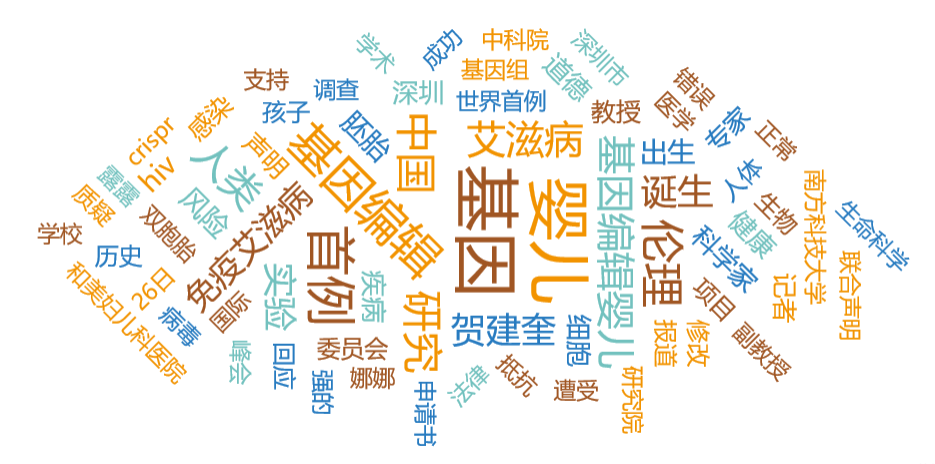 中科院
深圳市
成功
学术
基因组
道德
支持
调查
深圳
世界首例
错误
孩子
教授
医学
感染
胚胎
中国
艾滋病
专家
正常
crispr
声明
基因编辑
出生
hiv
人类
基因
婴儿
基因编辑婴儿
诞生
人体
南方科技大学
露露
质疑
风险
双胞胎
免疫艾滋病
伦理
健康
生物
生命科学
学校
历史
首例
科学家
联合声明
26日
国际
实验
疾病
研究
项目
记者
和美妇儿科医院
病毒
贺建奎
细胞
报道
修改
副教授
峰会
回应
委员会
强的
娜娜
申请书
法律
抵抗
遭受
研究院